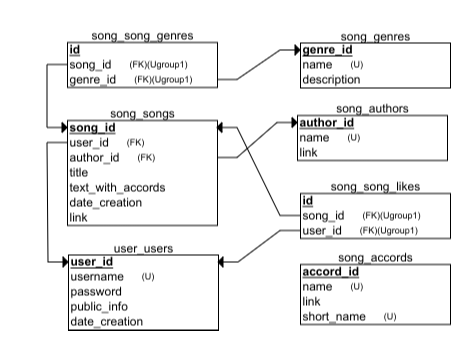 song_song_genres
id
song_id (FK)(Ugroup1)
genre_id (FK)(Ugroup1)
song_genres
genre_id
name (U)
description
song_songs
song_id
user_id (FK)
author_id (FK)
title
text_with_accords
date_creation
link
song_authors
author_id
name (U)
link
song_song_likes
id
song_id (FK)(Ugroup1)
user_id (FK)(Ugroup1)
user_users
user_id
username (U)
password
public_info
date_creation
song_accords
accord_id
name (U)
link
short_name (U)